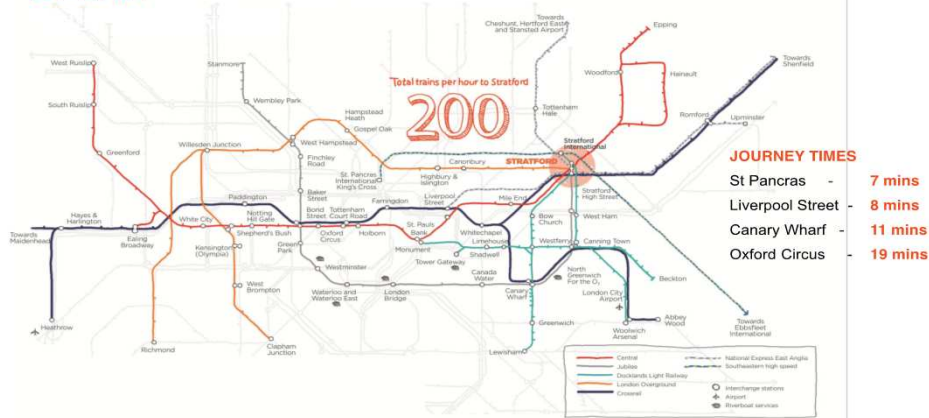 Towards
Cheshunt, Hertford East
and Stanstead Airport
Epping
West Ruislip
Stanmore
Woodford
Hainault
Towards
Shenfield
Total trains per hour to Stratford
200
South Ruislip
Wembley Park
Hampstead
Heath
Gospel Oak
Tottenham
Hale
Romford
Upminster
Greenford
Willesden Junction
West Hampstead
Finchley
Road
St. Pancras
International
King's Cross
Canonbury
Highbury &
Islington
STRATFORD
Stratford
International
Stratford
High Street
Baker
Street
Farringdon
Liverpool
Street
Mile End
Paddington
Bond
Street
Tottenham
Court Road
Hayes &
Harlington
Notting
Hill Gate
White City
Shepherd's Bush
Oxford
Circus
Holborn
St. Pauls
Bank
Whitechapel
Bow
Church
West Ham
Towards
Maidenhead
Ealing
Broadway
Kensington
(Olympia)
Green
Park
Monument
Limehouse
Shadwell
Westferry
Canning Town
Westminster
Tower Gateway
Beckton
West
Brompton
Waterloo and
Waterloo East
London
Bridge
Canada
Water
Canary
Wharf
North
Greenwich
For the O₂
London City
Airport
Heathrow
Richmond
Clapham
Junction
Greenwich
Lewisham
Woolwich
Arsenal
Abbey
Wood
Towards
Ebbsfleet
International
Central
Jubilee
Docklands Light Railway
London Overground
Crossrail
National Express East Anglia
Southeastern high speed
Interchange stations
Airport
Riverboat services
JOURNEY TIMES
St Pancras - 7 mins
Liverpool Street - 8 mins
Canary Wharf - 11 mins
Oxford Circus - 19 mins